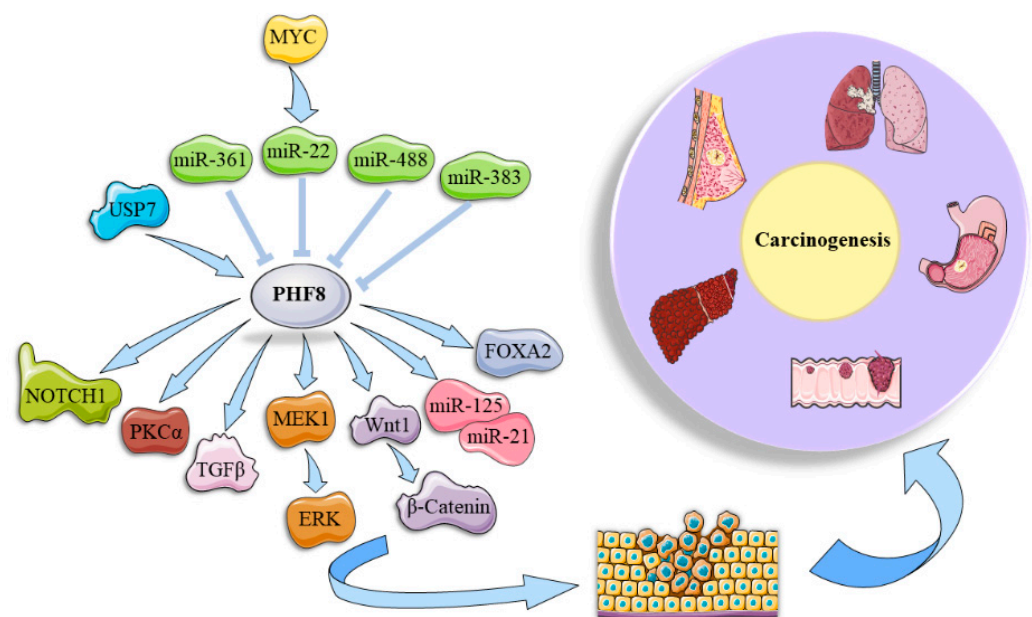 MYC
miR-361
miR-22
miR-488
miR-383
USP7
PHF8
Carcinogenesis
NOTCH1
PKCα
TGFβ
MEK1
Wnt1
miR-125
miR-21
FOXA2
ERK
β-Catenin